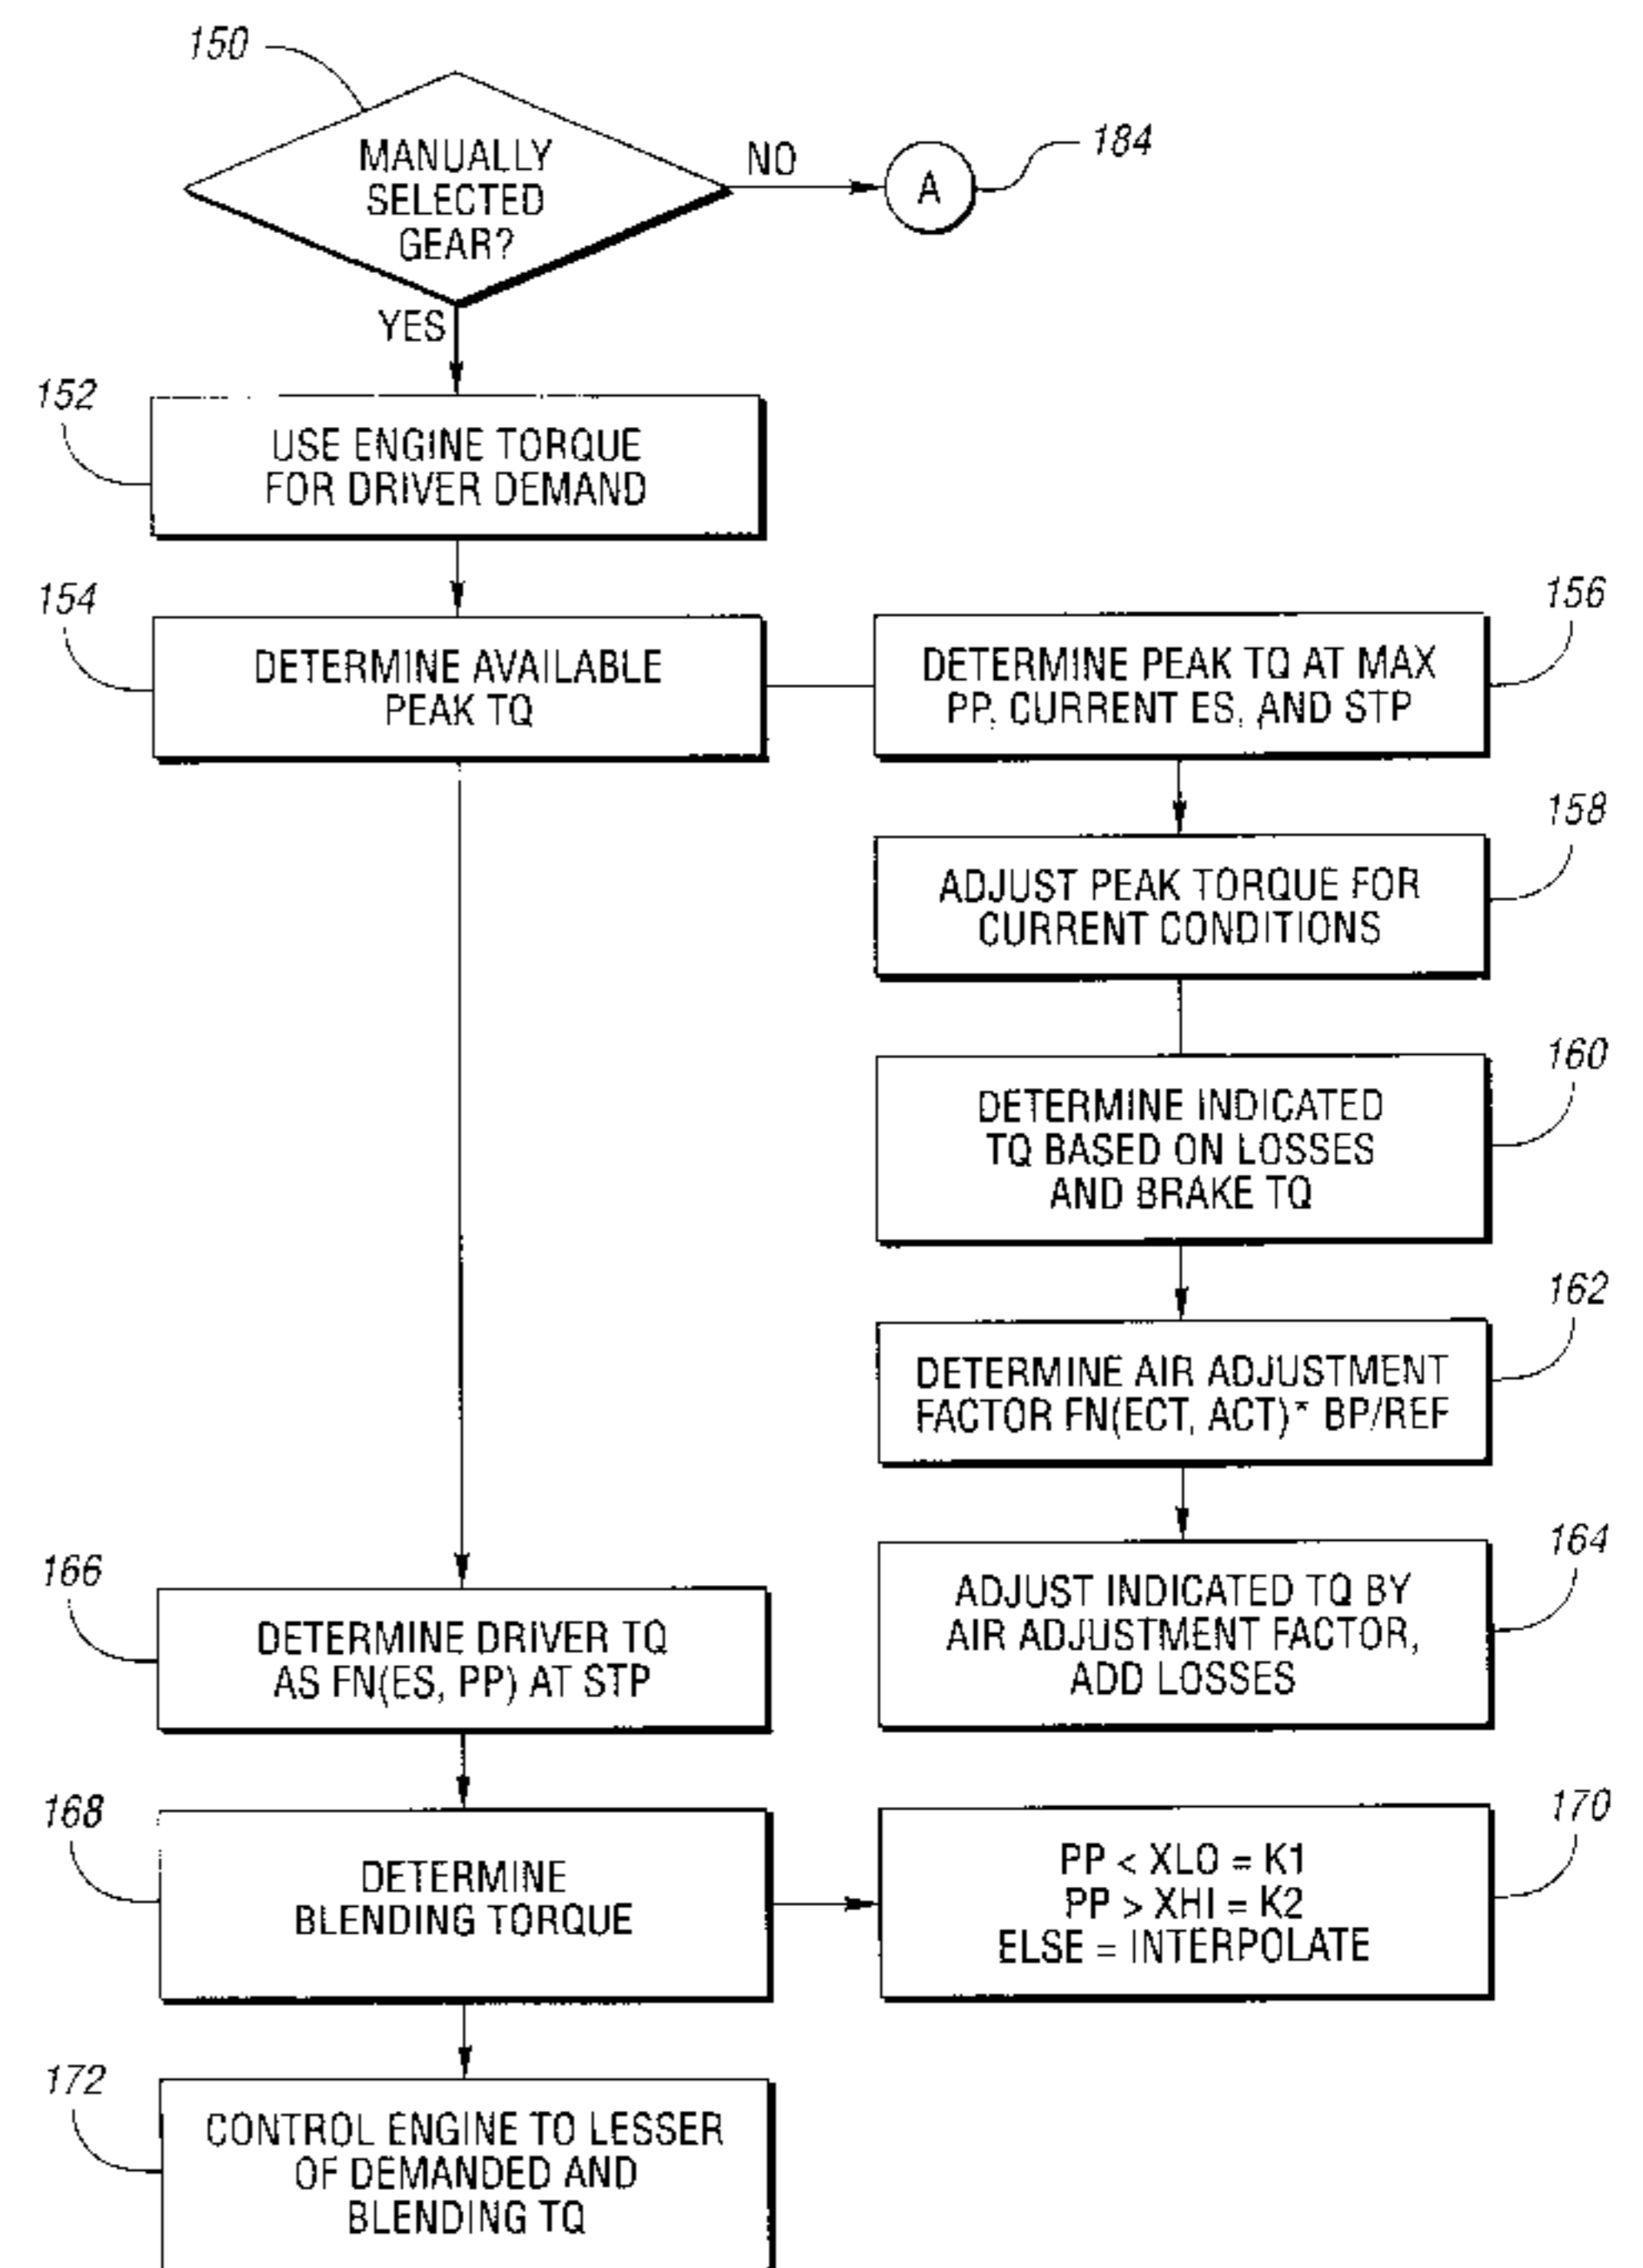 150
MANUALLY
SELECTED
GEAR?
NO
A
184
YES
152
USE ENGINE TORQUE
FOR DRIVER DEMAND
154
DETERMINE AVAILABLE
PEAK TQ
156
DETERMINE PEAK TQ AT MAX
PP, CURRENT ES, AND STP
158
ADJUST PEAK TORQUE FOR
CURRENT CONDITIONS
160
DETERMINE INDICATED
TQ BASED ON LOSSES
AND BRAKE TQ
162
DETERMINE AIR ADJUSTMENT
FACTOR FN(ECT, ACT)* BP/REF
164
ADJUST INDICATED TQ BY
AIR ADJUSTMENT FACTOR,
ADD LOSSES
166
DETERMINE DRIVER TQ
AS FN(ES, PP) AT STP
168
DETERMINE
BLENDING TORQUE
170
PP < XLO = K1
PP > XHI = K2
ELSE = INTERPOLATE
172
CONTROL ENGINE TO LESSER
OF DEMANDED AND
BLENDING TQ